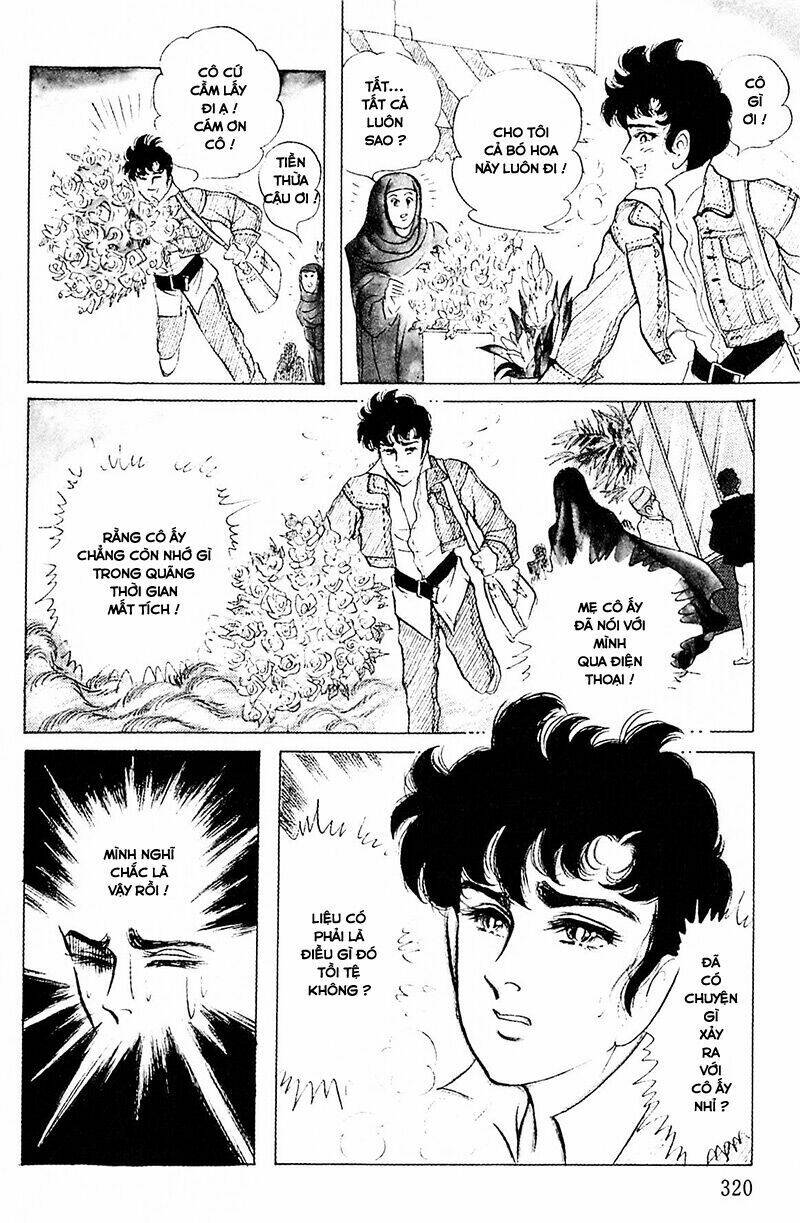 CÔ
GÌ
ƠI !
CHO TÔI
CẢ BÓ HOA
NÀY LUÔN ĐI !
TẤT...
TẤT CẢ
LUÔN
SAO ?
CÔ CỨ
CẦM LẤY
ĐI Ạ !
CÁM ƠN
CÔ !
TIỀN
THỪA
CẬU ƠI !
MẸ CÔ ẤY
ĐÃ NÓI VỚI
MÌNH
QUA ĐIỆN
THOẠI !
RẰNG CÔ ẤY
CHẲNG CÒN NHỚ GÌ
TRONG QUÃNG
THỜI GIAN
MẤT TÍCH !
ĐÃ
CÓ
CHUYỆN
GÌ
XẢY
RA
VỚI
CÔ ẤY
NHỈ ?
LIỆU CÓ
PHẢI LÀ
ĐIỀU GÌ ĐÓ
TỒI TỆ
KHÔNG ?
MÌNH NGHĨ
CHẮC LÀ
VẬY RỒI !
320